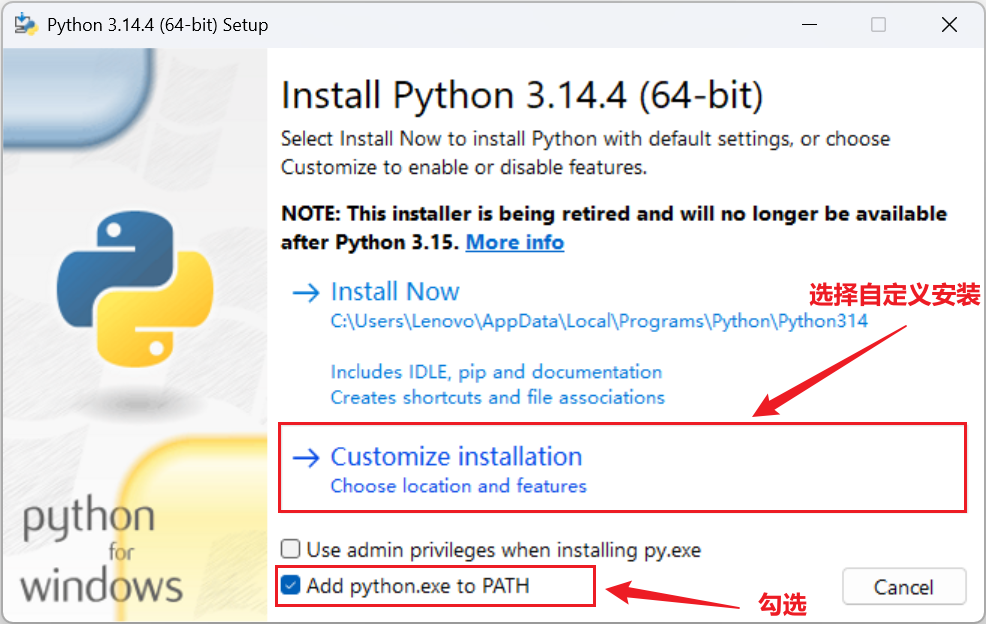 Python 3.14.4 (64-bit) Setup
Install Python 3.14.4 (64-bit)
Select Install Now to install Python with default settings, or choose
Customize to enable or disable features.
NOTE: This installer is being retired and will no longer be available
after Python 3.15. More info
Install Now
选择自定义安装
C:\Users\Lenovo\AppData\Local\Programs\Python\Python314
Includes IDLE, pip and documentation
Creates shortcuts and file associations
Customize installation
Choose location and features
python
for
windows
Use admin privileges when installing py.exe
Add python.exe to PATH
勾选
Cancel